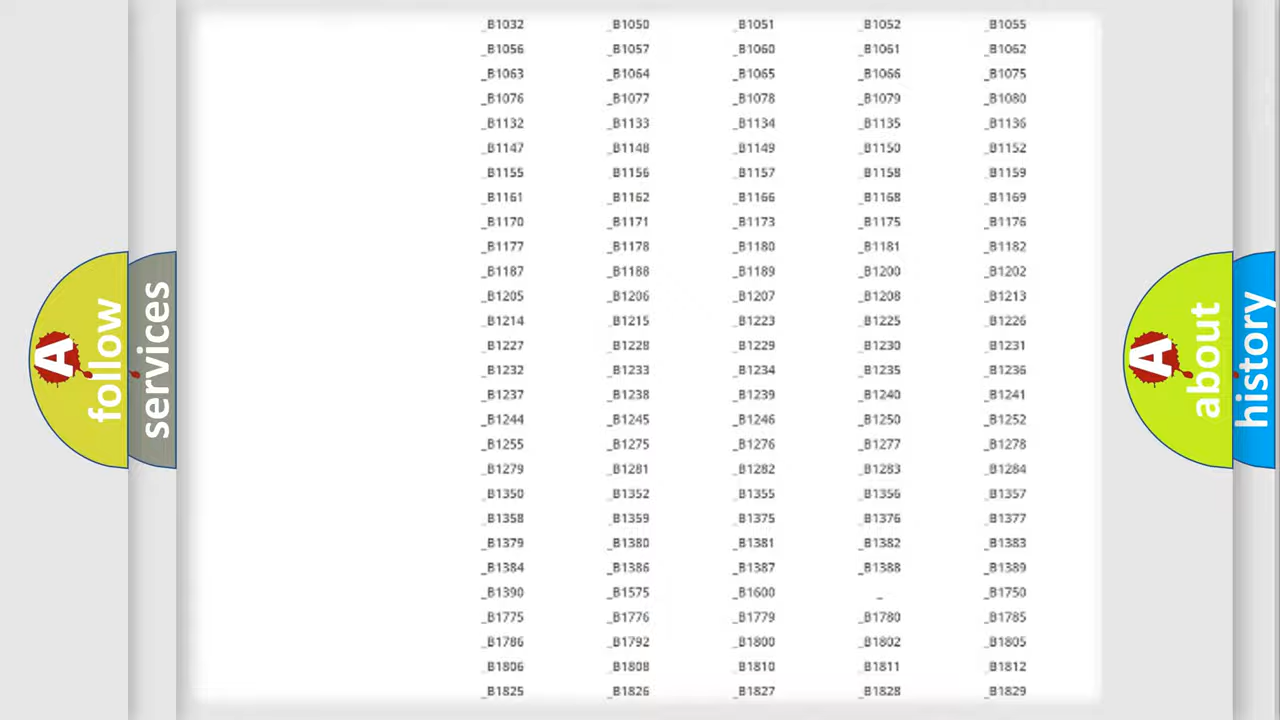 _B1032 _B1050 _B1051 _B1052 _B1055
_B1056 _B1057 _B1060 _B1061 _B1062
_B1063 _B1064 _B1065 _B1066 _B1075
_B1076 _B1077 _B1078 _B1079 _B1080
_B1132 _B1133 _B1134 _B1135 _B1136
_B1147 _B1148 _B1149 _B1150 _B1152
_B1155 _B1156 _B1157 _B1158 _B1159
_B1161 _B1162 _B1166 _B1168 _B1169
_B1170 _B1171 _B1173 _B1175 _B1176
_B1177 _B1178 _B1180 _B1181 _B1182
_B1187 _B1188 _B1189 _B1200 _B1202
_B1205 _B1206 _B1207 _B1208 _B1213
_B1214 _B1215 _B1223 _B1225 _B1226
_B1227 _B1228 _B1229 _B1230 _B1231
_B1232 _B1233 _B1234 _B1235 _B1236
_B1237 _B1238 _B1239 _B1240 _B1241
_B1244 _B1245 _B1246 _B1250 _B1252
_B1255 _B1275 _B1276 _B1277 _B1278
_B1279 _B1281 _B1282 _B1283 _B1284
_B1350 _B1352 _B1355 _B1356 _B1357
_B1358 _B1359 _B1375 _B1376 _B1377
_B1379 _B1380 _B1381 _B1382 _B1383
_B1384 _B1386 _B1387 _B1388 _B1389
_B1390 _B1575 _B1600 _ _B1750
_B1775 _B1776 _B1779 _B1780 _B1785
_B1786 _B1792 _B1800 _B1802 _B1805
_B1806 _B1808 _B1810 _B1811 _B1812
_B1825 _B1826 _B1827 _B1828 _B1829
A
follow
services
A
about
history